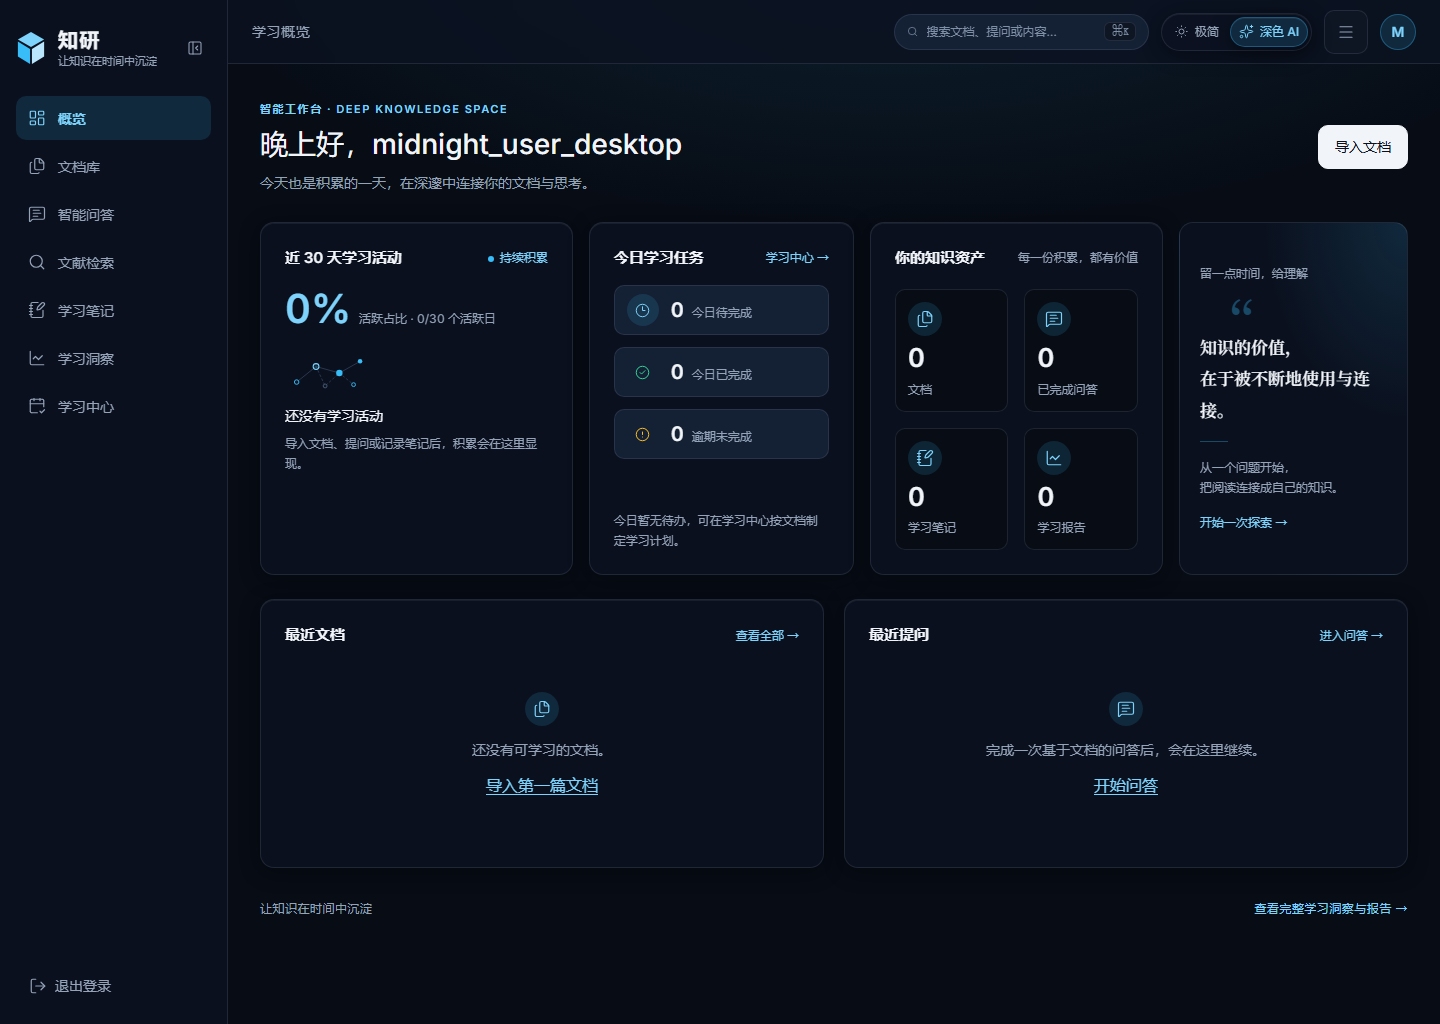 知研
让知识在时间中沉淀
概览
文档库
智能问答
文献检索
学习笔记
学习洞察
学习中心
退出登录
学习概览
搜索文档、提问或内容...
⌘K
极简
深色 AI
M
智能工作台 · DEEP KNOWLEDGE SPACE
晚上好，midnight_user_desktop
今天也是积累的一天，在深邃中连接你的文档与思考。
导入文档
近 30 天学习活动
持续积累
0%
活跃占比 · 0/30 个活跃日
还没有学习活动
导入文档、提问或记录笔记后，积累会在这里显
现。
今日学习任务
学习中心 →
0 今日待完成
0 今日已完成
0 逾期未完成
今日暂无待办，可在学习中心按文档制
定学习计划。
你的知识资产
每一份积累，都有价值
0
文档
0
已完成问答
0
学习笔记
0
学习报告
留一点时间，给理解
“
知识的价值，
在于被不断地使用与连
接。
从一个问题开始，
把阅读连接成自己的知识。
开始一次探索 →
最近文档
查看全部 →
还没有可学习的文档。
导入第一篇文档
最近提问
进入问答 →
完成一次基于文档的问答后，会在这里继续。
开始问答
让知识在时间中沉淀
查看完整学习洞察与报告 →